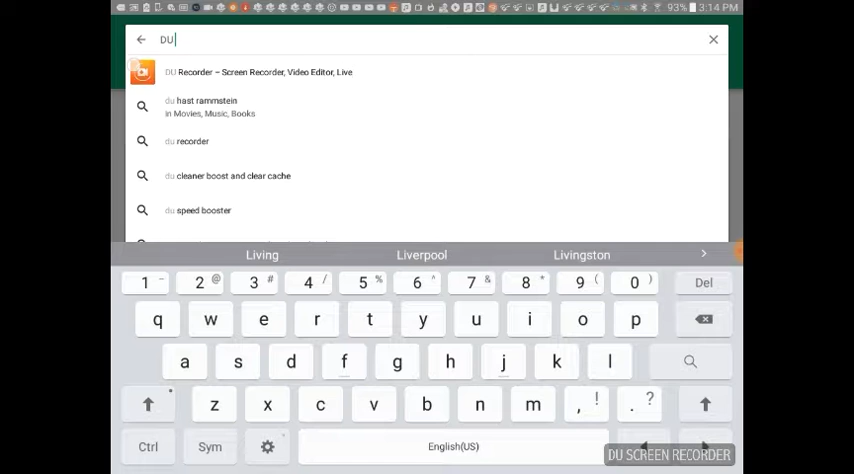 93% 3:14 PM
DU
DU Recorder – Screen Recorder, Video Editor, Live
du hast rammstein
in Movies, Music, Books
du recorder
du cleaner boost and clear cache
du speed booster
Living Liverpool Livingston
1 - 2 @ 3 # 4 / 5 % 6 ^ 7 & 8 * 9 ( 0 ) Del
q w e r t y u i o p
a s d f g h j k l
z x c v b n m , ! . ?
Ctrl Sym English(US)
DU SCREEN RECORDER